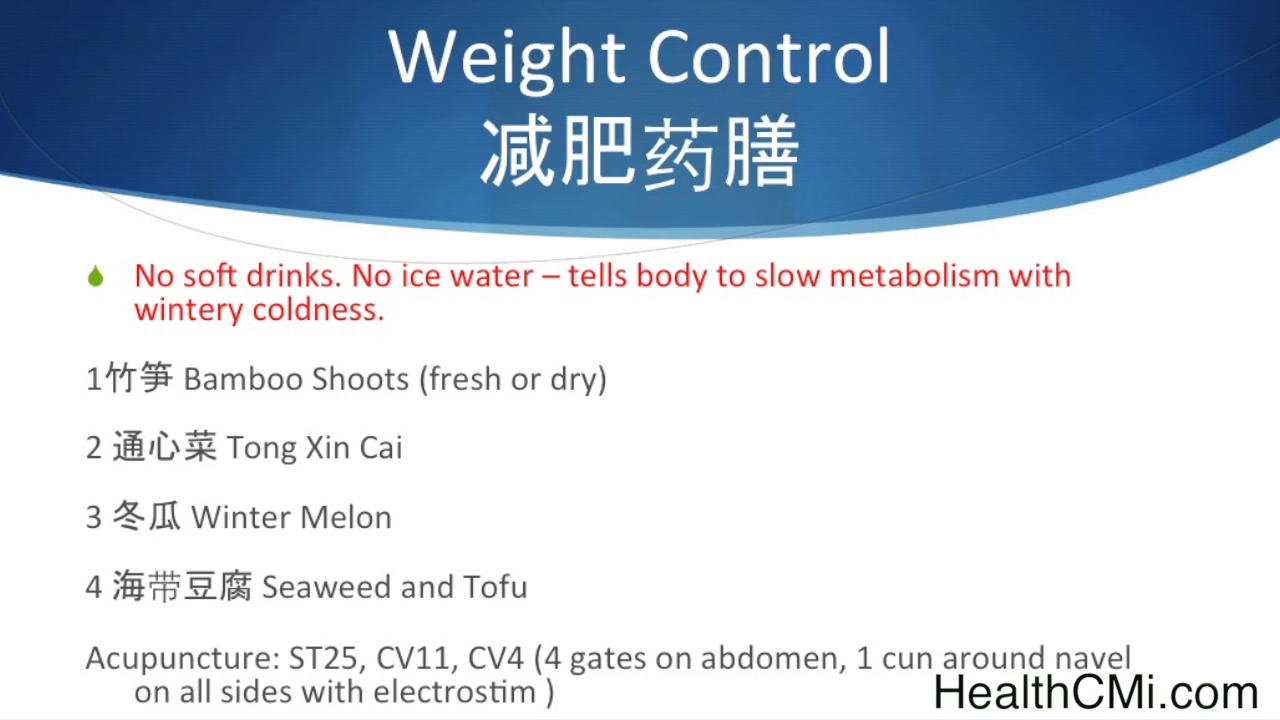 Weight Control
减肥药膳
No soft drinks. No ice water – tells body to slow metabolism with
wintery coldness.
1竹笋 Bamboo Shoots (fresh or dry)
2 通心菜 Tong Xin Cai
3 冬瓜 Winter Melon
4 海带豆腐 Seaweed and Tofu
Acupuncture: ST25, CV11, CV4 (4 gates on abdomen, 1 cun around navel
on all sides with electrostim )
HealthCMi.com